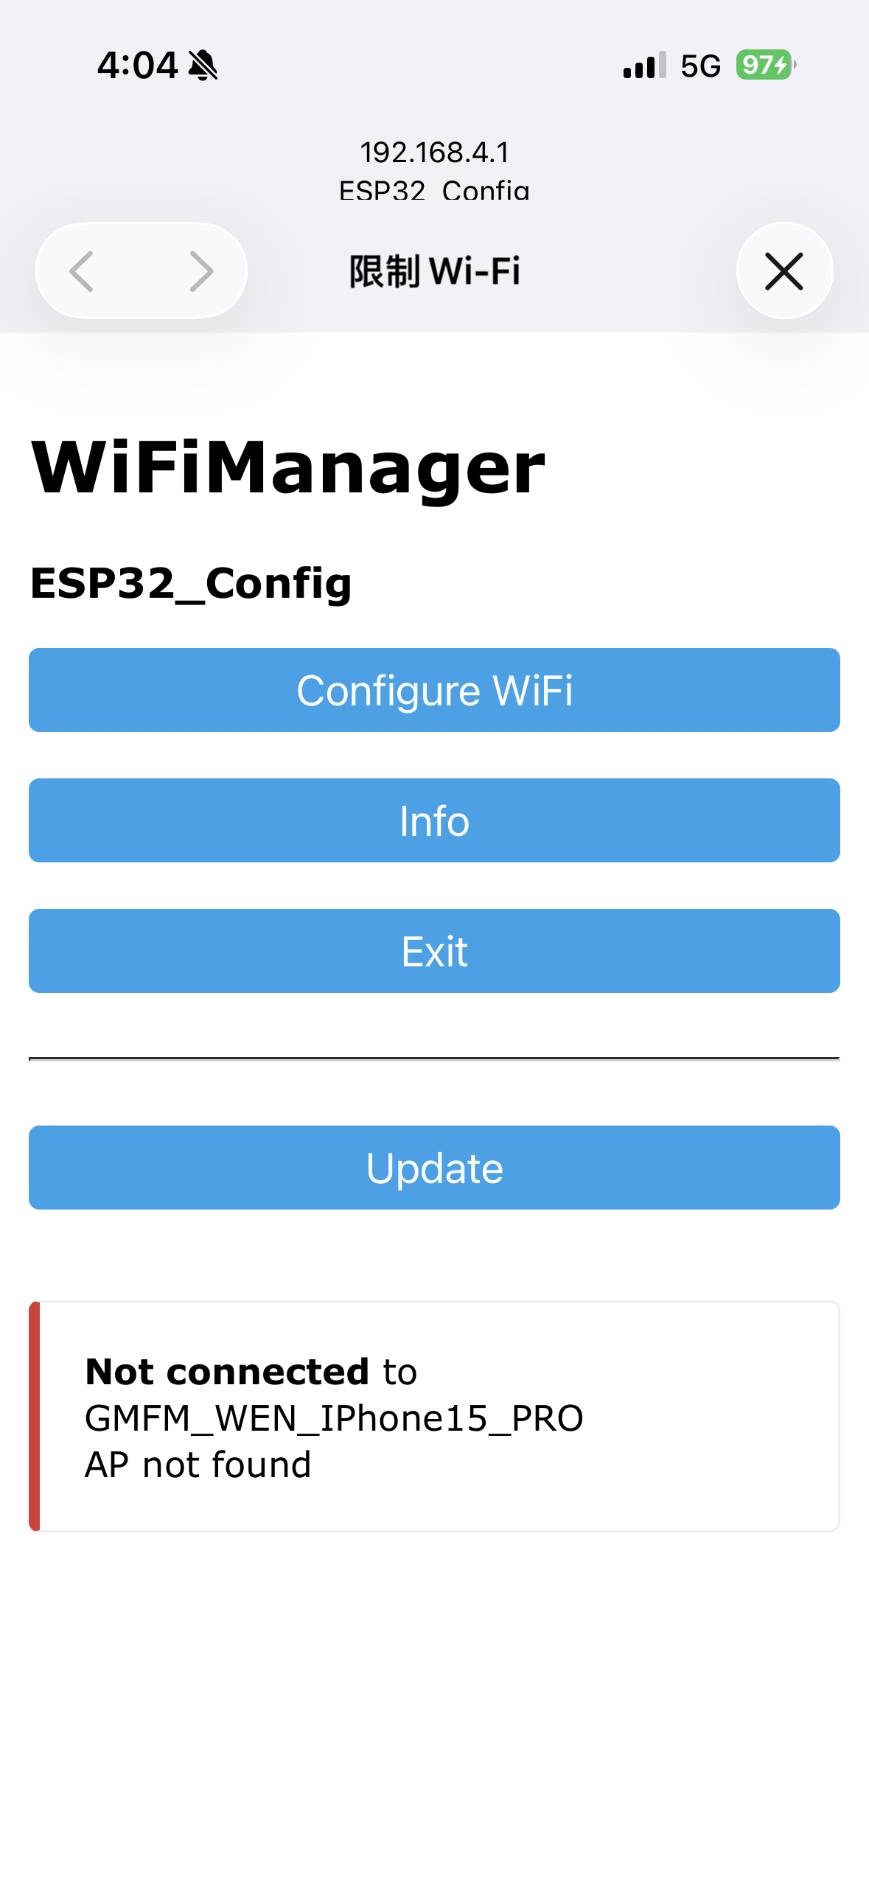 4:04
5G
97
192.168.4.1
ESP32_Config
限制 Wi-Fi
WiFiManager
ESP32_Config
Configure WiFi
Info
Exit
Update
Not connected to
GMFM_WEN_IPhone15_PRO
AP not found